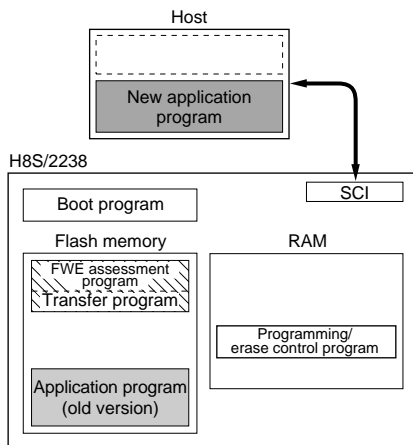 Host
New application
program
H8S/2238
SCI
Boot program
Flash memory
RAM
FWE assessment
program
Transfer program
Programming/
erase control program
Application program
(old version)